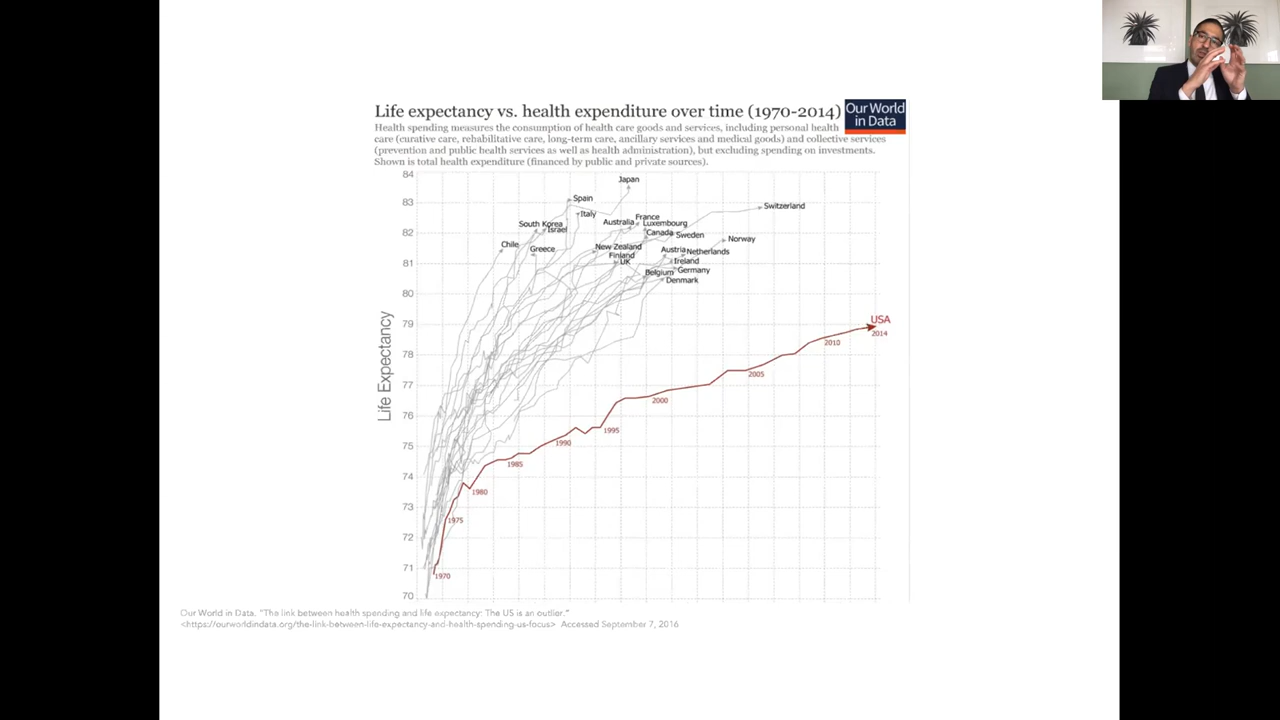 Life expectancy vs. health expenditure over time (1970-2014)
Our World
in Data
Health spending measures the consumption of health care goods and services, including personal health
care (curative care, rehabilitative care, long-term care, ancillary services and medical goods) and collective services
(prevention and public health services as well as health administration), but excluding spending on investments.
Shown is total health expenditure (financed by public and private sources).
84
Japan
83
Spain
Switzerland
Italy
France
South Korea
Australia
Luxembourg
Israel
82
Canada
Sweden
Norway
Chile
Greece
New Zealand
Austria
Netherlands
Finland
UK
Ireland
81
Belgium
Germany
Denmark
80
USA
79
2014
2010
78
2005
77
2000
76
1995
1990
75
1985
74
1980
73
1975
72
71
1970
70
Life Expectancy
Our World in Data. "The link between health spending and life expectancy: The US is an outlier."
<https://ourworldindata.org/the-link-between-life-expectancy-and-health-spending-us-focus>  Accessed September 7, 2016